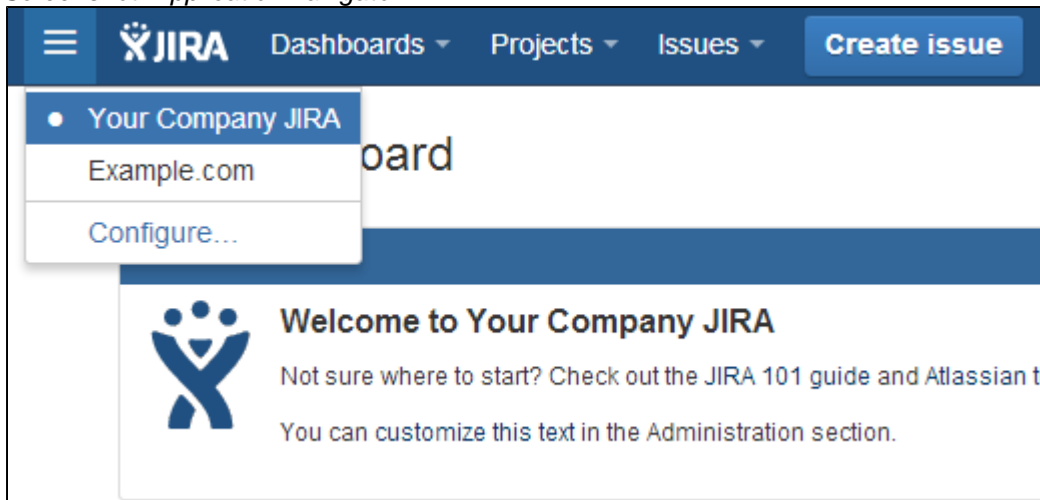 JIRA Dashboards Projects Issues Create issue
Your Company JIRA
Example.com
Configure...
oard
Welcome to Your Company JIRA
Not sure where to start? Check out the JIRA 101 guide and Atlassian t
You can customize this text in the Administration section.